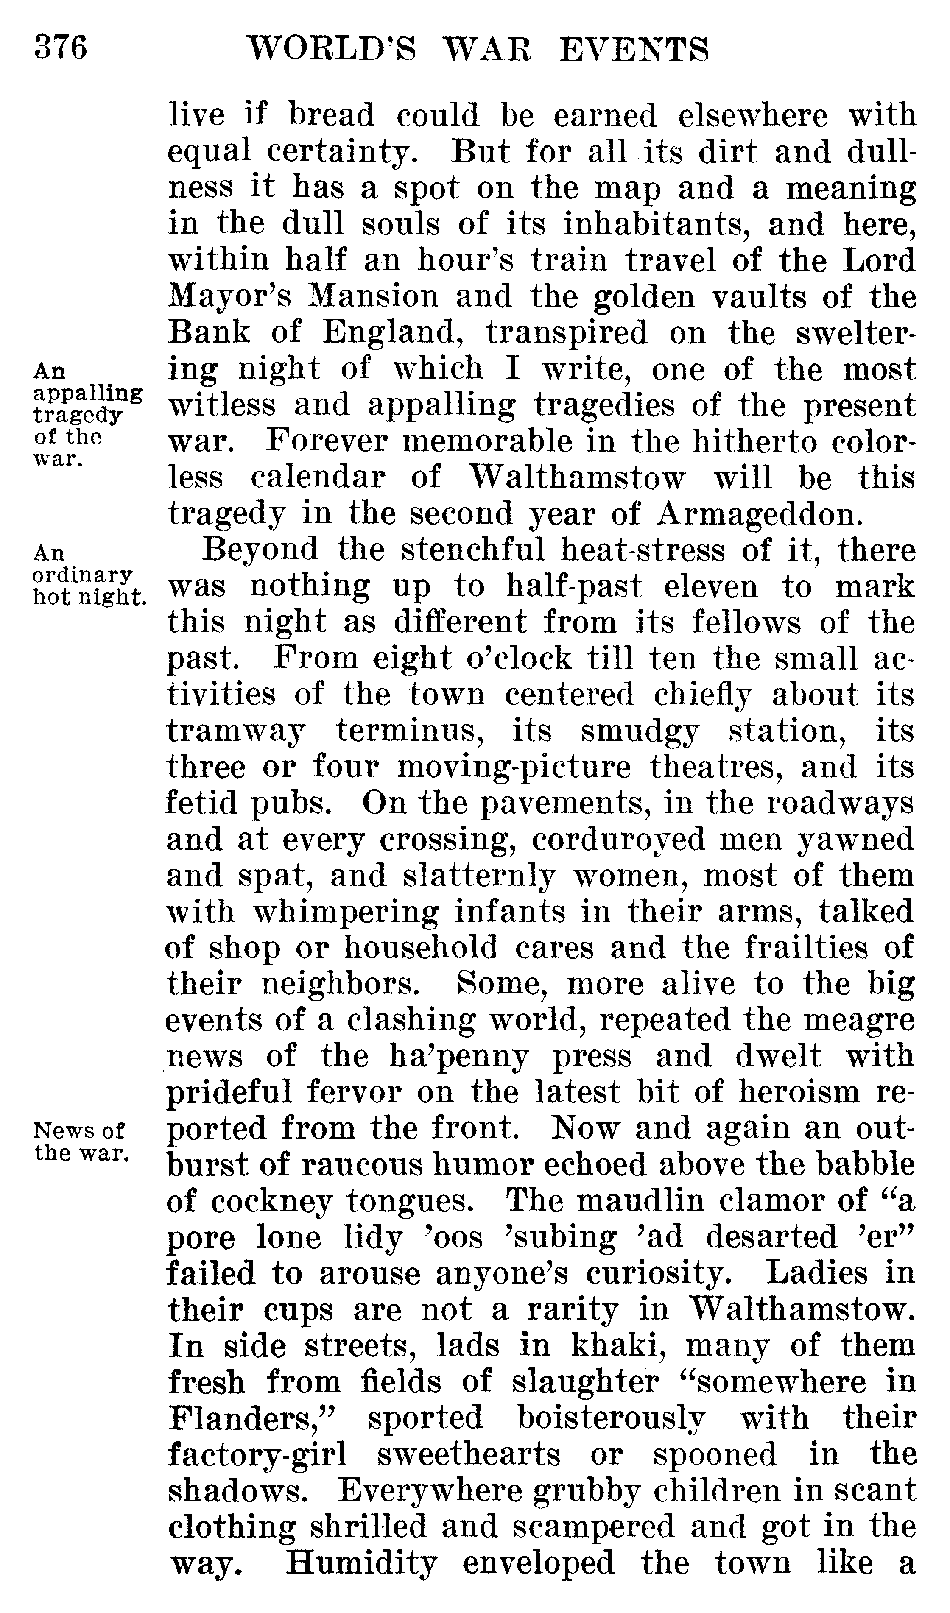 376 WORLD'S WAR EVENTS
live if bread could be earned elsewhere with
equal certainty. But for all its dirt and dull-
ness it has a spot on the map and a meaning
in the dull souls of its inhabitants, and here,
within half an hour's train travel of the Lord
Mayor's Mansion and the golden vaults of the
Bank of England, transpired on the swelter-
ing night of which I write, one of the most
witless and appalling tragedies of the present
war. Forever memorable in the hitherto color-
less calendar of Walthamstow will be this
tragedy in the second year of Armageddon.
An
appalling
tragedy
of the
war.
Beyond the stenchful heat-stress of it, there
was nothing up to half-past eleven to mark
this night as different from its fellows of the
past. From eight o'clock till ten the small ac-
tivities of the town centered chiefly about its
tramway terminus, its smudgy station, its
three or four moving-picture theatres, and its
fetid pubs. On the pavements, in the roadways
and at every crossing, corduroyed men yawned
and spat, and slatternly women, most of them
with whimpering infants in their arms, talked
of shop or household cares and the frailties of
their neighbors. Some, more alive to the big
events of a clashing world, repeated the meagre
news of the ha'penny press and dwelt with
prideful fervor on the latest bit of heroism re-
ported from the front. Now and again an out-
burst of raucous humor echoed above the babble
of cockney tongues. The maudlin clamor of "a
pore lone lidy 'oos 'subing 'ad desarted 'er"
failed to arouse anyone's curiosity. Ladies in
their cups are not a rarity in Walthamstow.
In side streets, lads in khaki, many of them
fresh from fields of slaughter "somewhere in
Flanders," sported boisterously with their
factory-girl sweethearts or spooned in the
shadows. Everywhere grubby children in scant
clothing shrilled and scampered and got in the
way. Humidity enveloped the town like a
An
ordinary
hot night.
News of
the war.